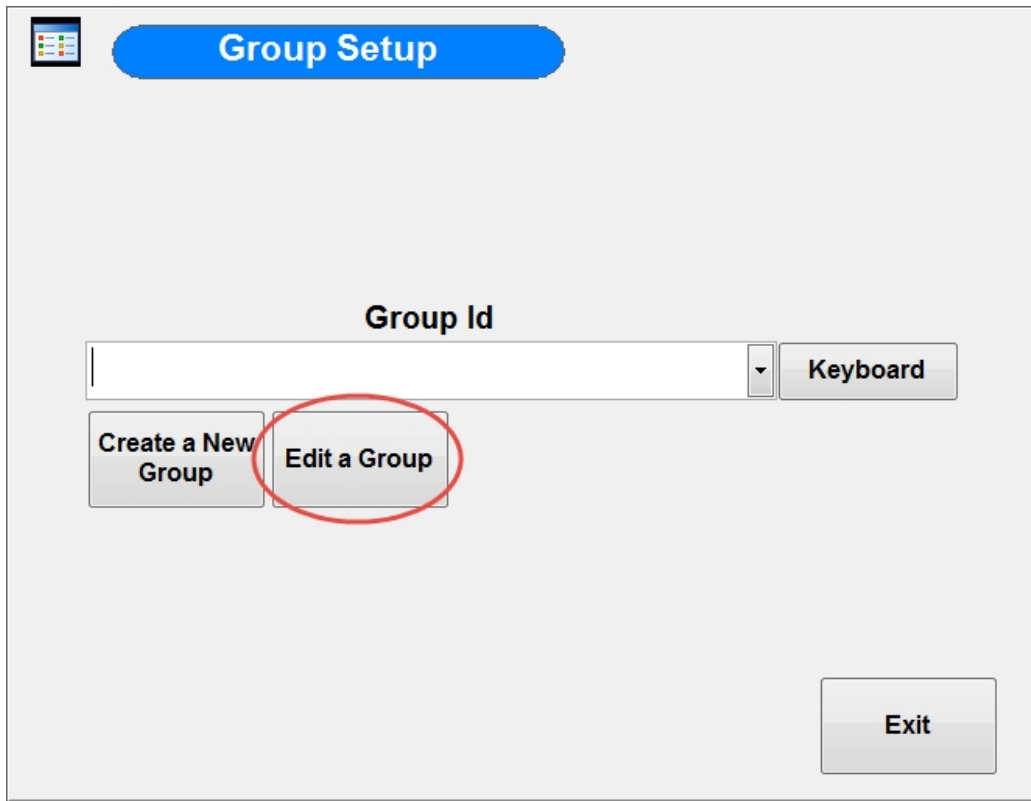 Group Setup
Group Id
Keyboard
Create a New
Group
Edit a Group
Exit